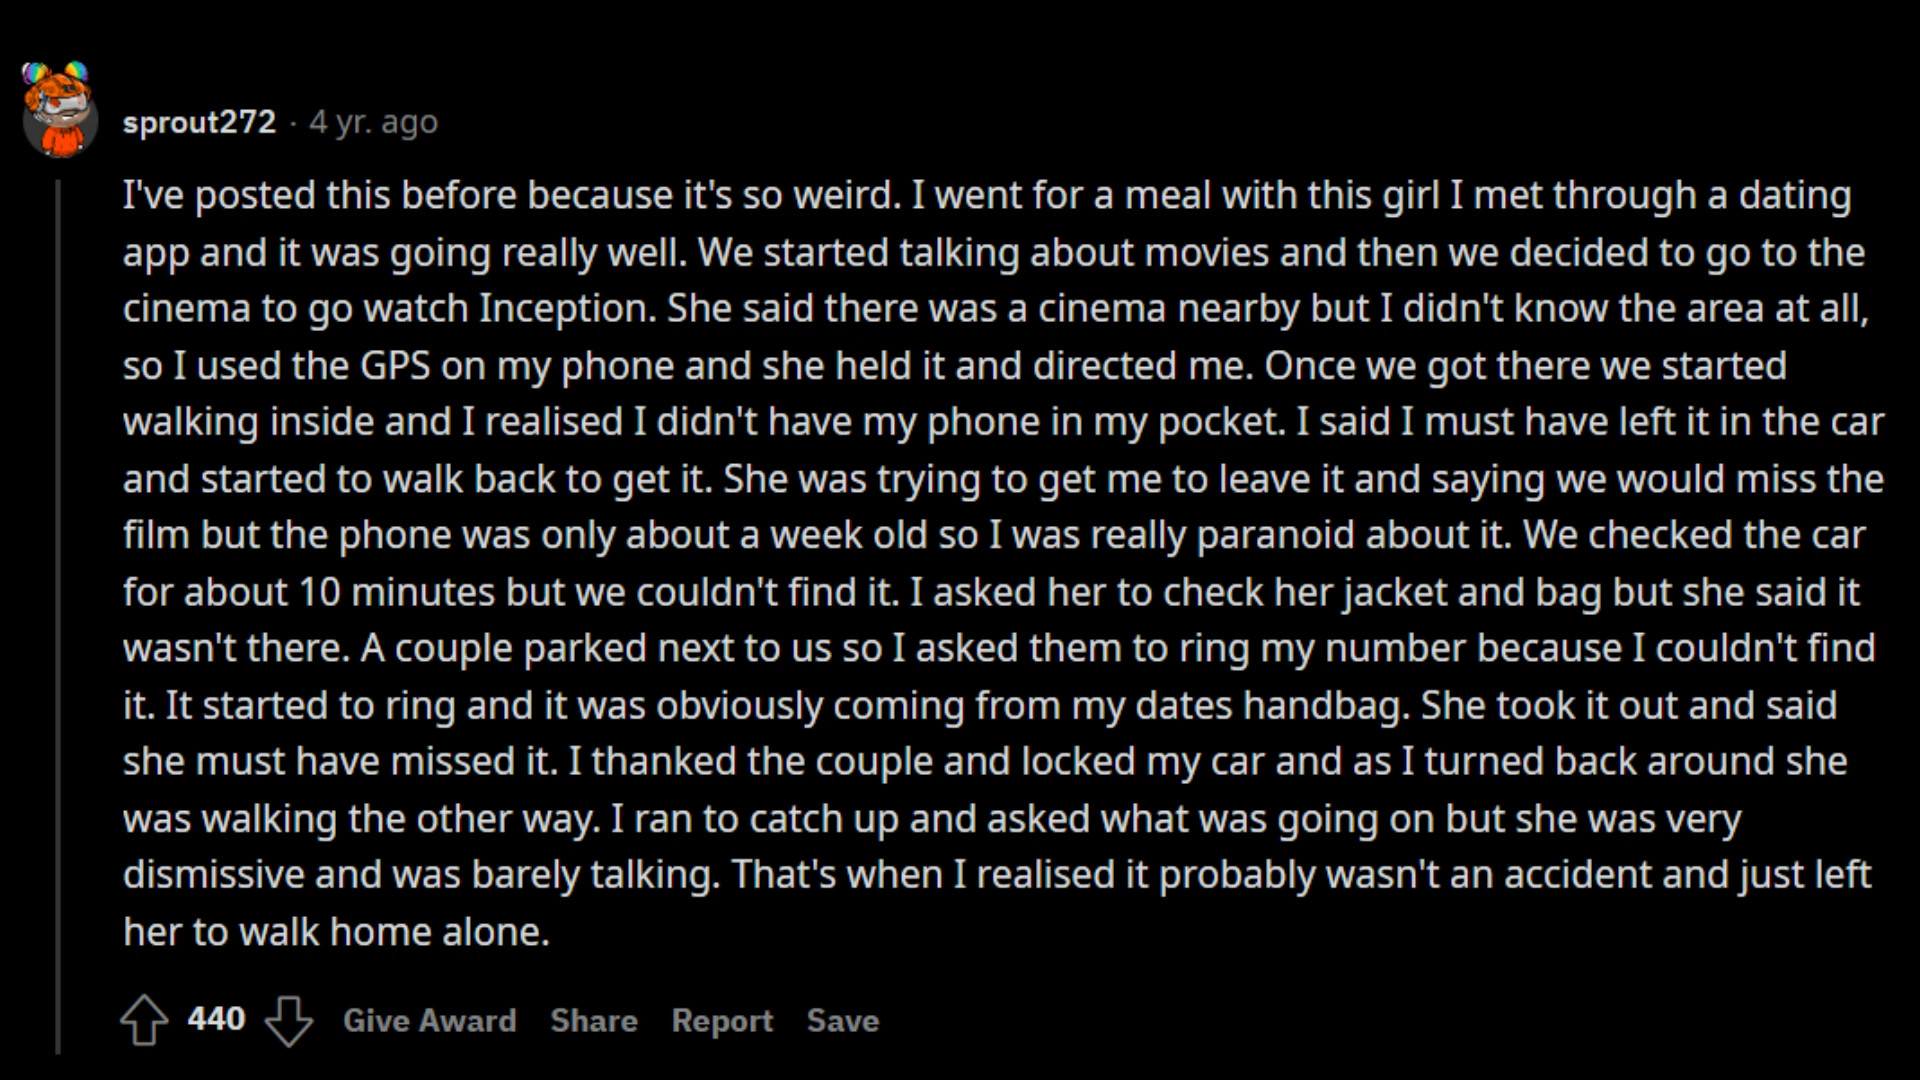 sprout272 · 4 yr. ago
I've posted this before because it's so weird. I went for a meal with this girl I met through a dating
app and it was going really well. We started talking about movies and then we decided to go to the
cinema to go watch Inception. She said there was a cinema nearby but I didn't know the area at all,
so I used the GPS on my phone and she held it and directed me. Once we got there we started
walking inside and I realised I didn't have my phone in my pocket. I said I must have left it in the car
and started to walk back to get it. She was trying to get me to leave it and saying we would miss the
film but the phone was only about a week old so I was really paranoid about it. We checked the car
for about 10 minutes but we couldn't find it. I asked her to check her jacket and bag but she said it
wasn't there. A couple parked next to us so I asked them to ring my number because I couldn't find
it. It started to ring and it was obviously coming from my dates handbag. She took it out and said
she must have missed it. I thanked the couple and locked my car and as I turned back around she
was walking the other way. I ran to catch up and asked what was going on but she was very
dismissive and was barely talking. That's when I realised it probably wasn't an accident and just left
her to walk home alone.
440 Give Award Share Report Save